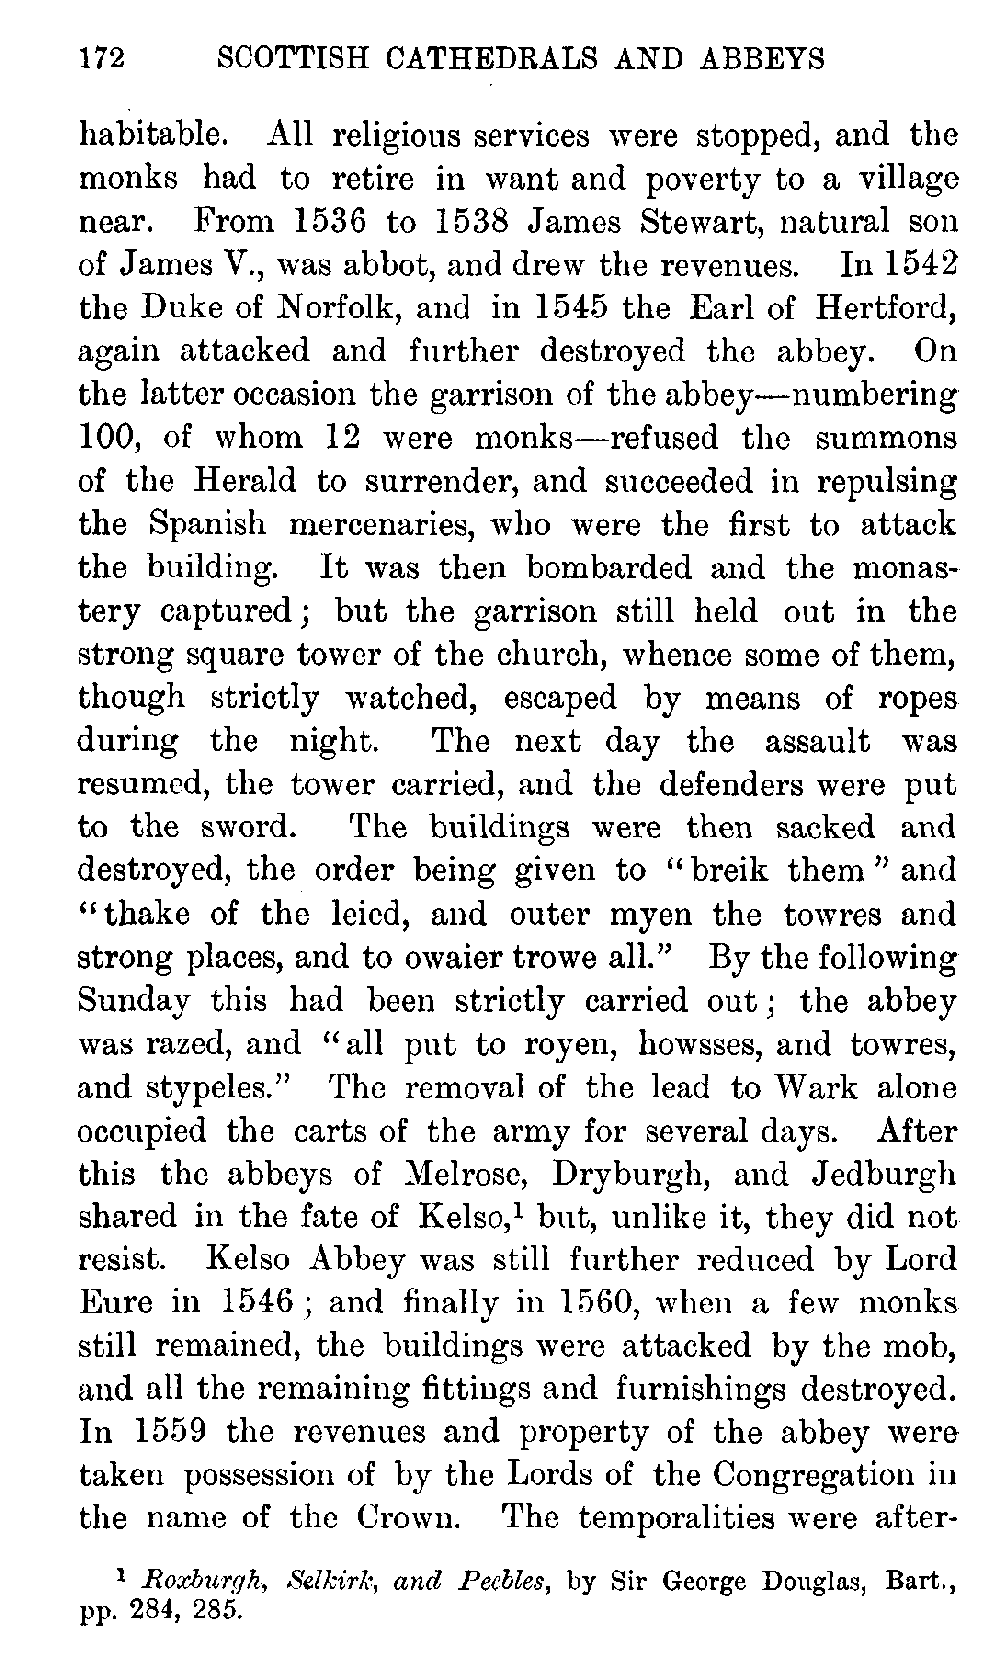 172 SCOTTISH CATHEDRALS AND ABBEYS
habitable. All religious services were stopped, and the
monks had to retire in want and poverty to a village
near. From 1536 to 1538 James Stewart, natural son
of James V., was abbot, and drew the revenues. In 1542
the Duke of Norfolk, and in 1545 the Earl of Hertford,
again attacked and further destroyed the abbey. On
the latter occasion the garrison of the abbey—numbering
100, of whom 12 were monks—refused the summons
of the Herald to surrender, and succeeded in repulsing
the Spanish mercenaries, who were the first to attack
the building. It was then bombarded and the monas-
tery captured; but the garrison still held out in the
strong square tower of the church, whence some of them,
though strictly watched, escaped by means of ropes
during the night. The next day the assault was
resumed, the tower carried, and the defenders were put
to the sword. The buildings were then sacked and
destroyed, the order being given to "breik them" and
"thake of the leied, and outer myen the towres and
strong places, and to owaier trowe all." By the following
Sunday this had been strictly carried out; the abbey
was razed, and "all put to royen, howsses, and towres,
and stypeles." The removal of the lead to Wark alone
occupied the carts of the army for several days. After
this the abbeys of Melrose, Dryburgh, and Jedburgh
shared in the fate of Kelso,¹ but, unlike it, they did not
resist. Kelso Abbey was still further reduced by Lord
Eure in 1546; and finally in 1560, when a few monks
still remained, the buildings were attacked by the mob,
and all the remaining fittings and furnishings destroyed.
In 1559 the revenues and property of the abbey were
taken possession of by the Lords of the Congregation in
the name of the Crown. The temporalities were after-
¹ Roxburgh, Selkirk, and Peebles, by Sir George Douglas, Bart.,
pp. 284, 285.